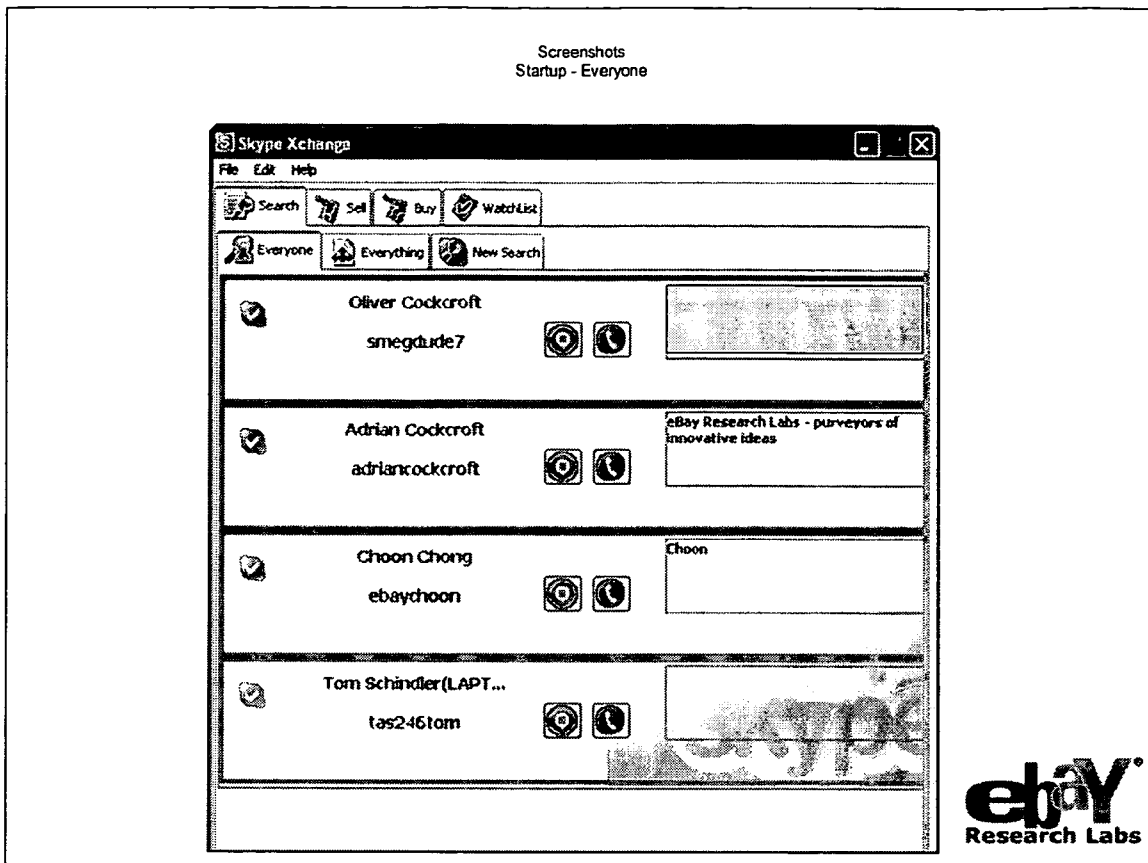 Screenshots
Startup - Everyone
Skype Xchange
File Edit Help
Search Sell Buy WatchList
Everyone Everything New Search
Oliver Cockcroft
smegdude7
Adrian Cockcroft
adriancockcroft
eBay Research Labs - purveyors of
innovative ideas
Choon Chong
ebaychoon
Choon
Tom Schindler(LAPT...
tas246tom
skype
ebaY®
Research Labs